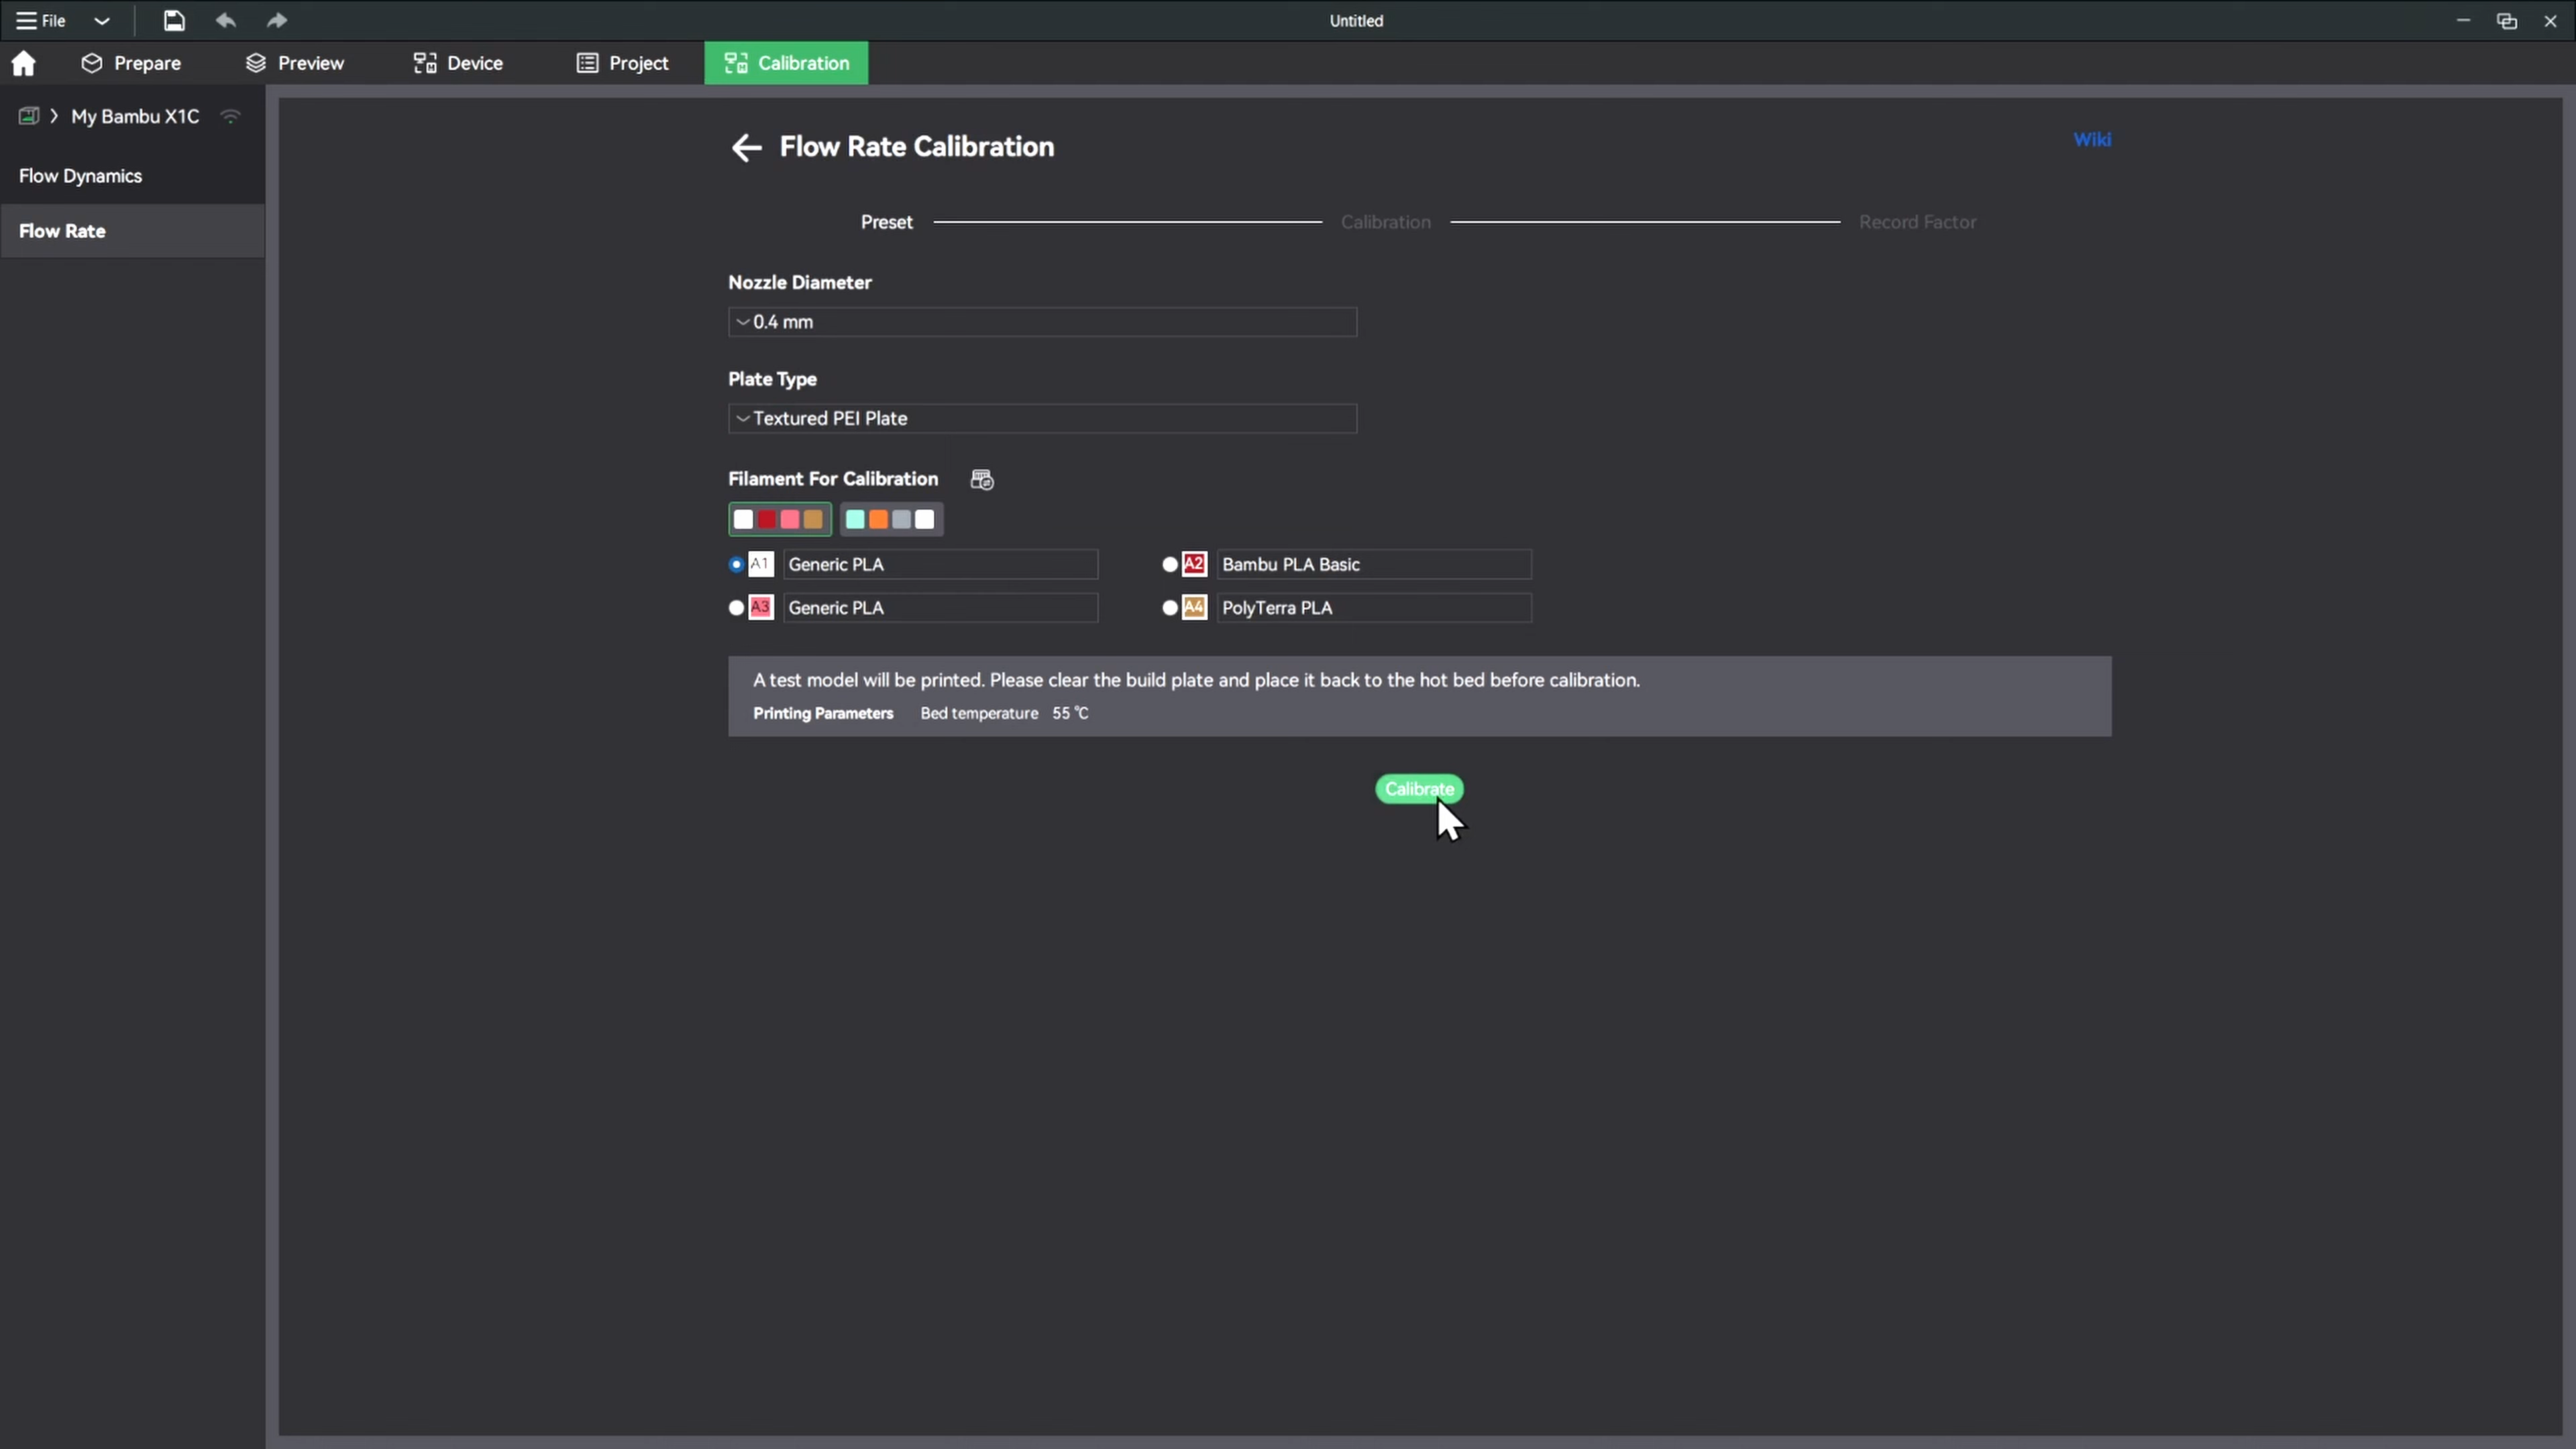 File
Untitled
Prepare
Preview
Device
Project
Calibration
My Bambu X1C
Flow Dynamics
Flow Rate
Flow Rate Calibration
Wiki
Preset
Calibration
Record Factor
Nozzle Diameter
0.4 mm
Plate Type
Textured PEI Plate
Filament For Calibration
A1 Generic PLA
A2 Bambu PLA Basic
A3 Generic PLA
A4 PolyTerra PLA
A test model will be printed. Please clear the build plate and place it back to the hot bed before calibration.
Printing Parameters Bed temperature 55 ℃
Calibrate